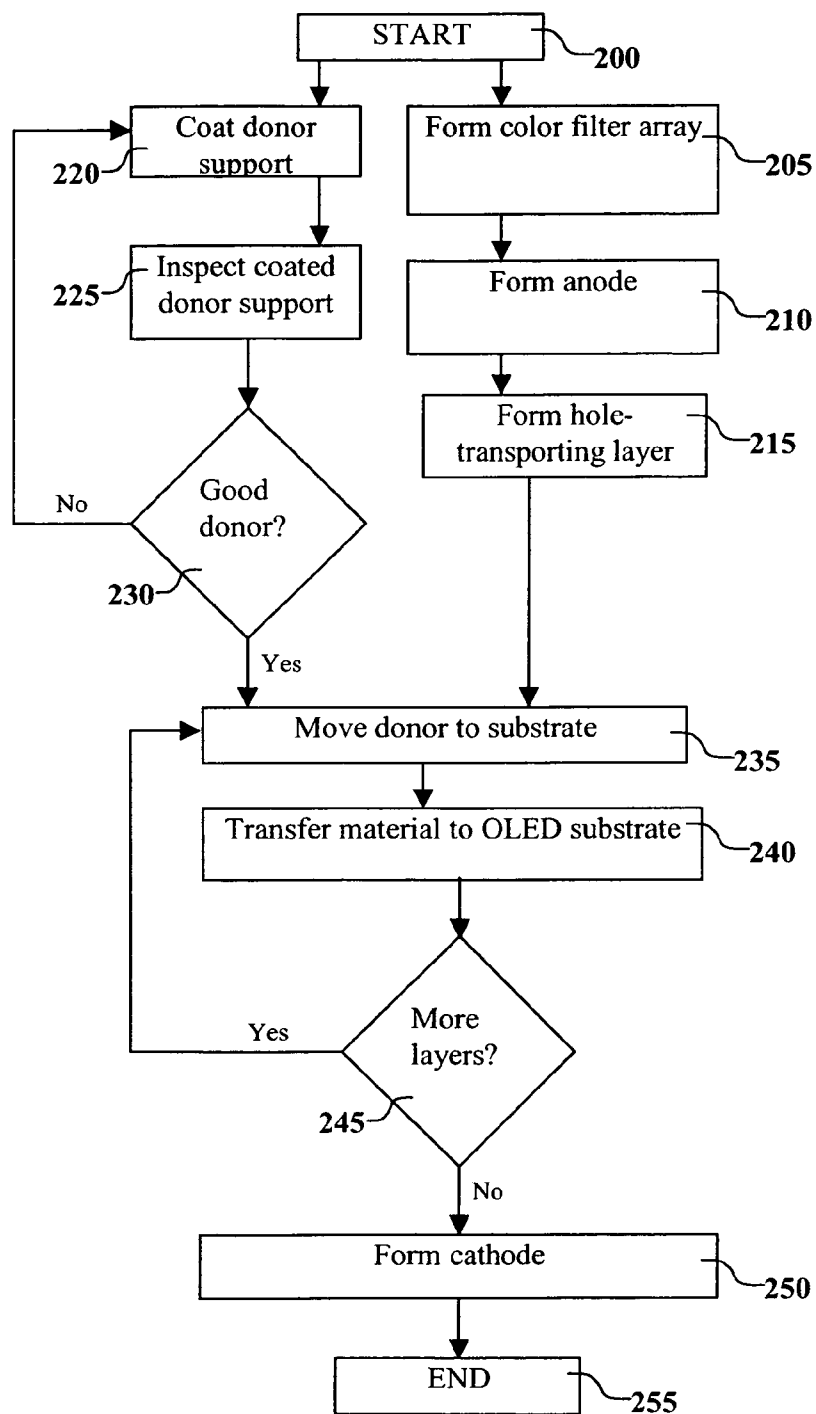 START
200
Coat donor
support
220
Form color filter array
205
Inspect coated
donor support
225
Form anode
210
Form hole-
transporting layer
215
Good
donor?
No
230
Yes
Move donor to substrate
235
Transfer material to OLED substrate
240
More
layers?
Yes
245
No
Form cathode
250
END
255